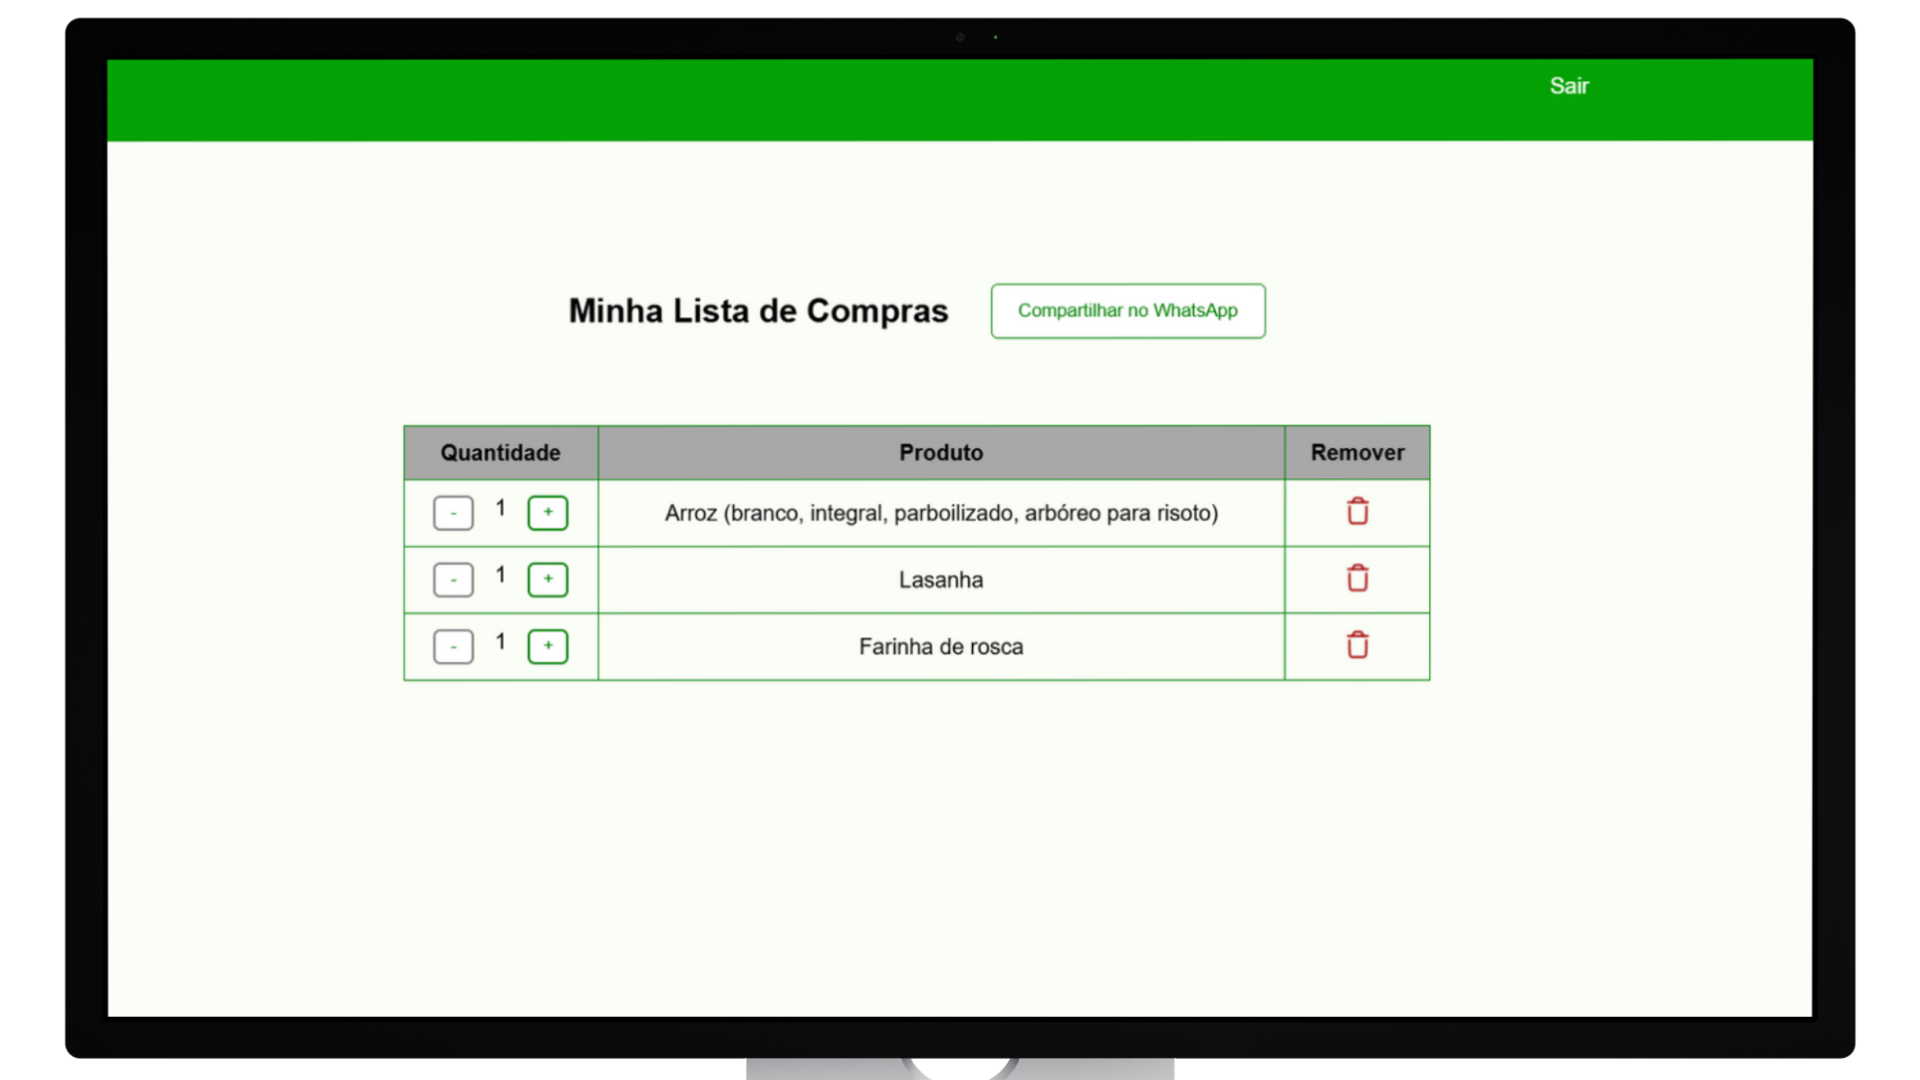 Sair
Minha Lista de Compras
Compartilhar no WhatsApp
Quantidade Produto Remover
- 1 + Arroz (branco, integral, parboilizado, arbóreo para risoto)
- 1 + Lasanha
- 1 + Farinha de rosca